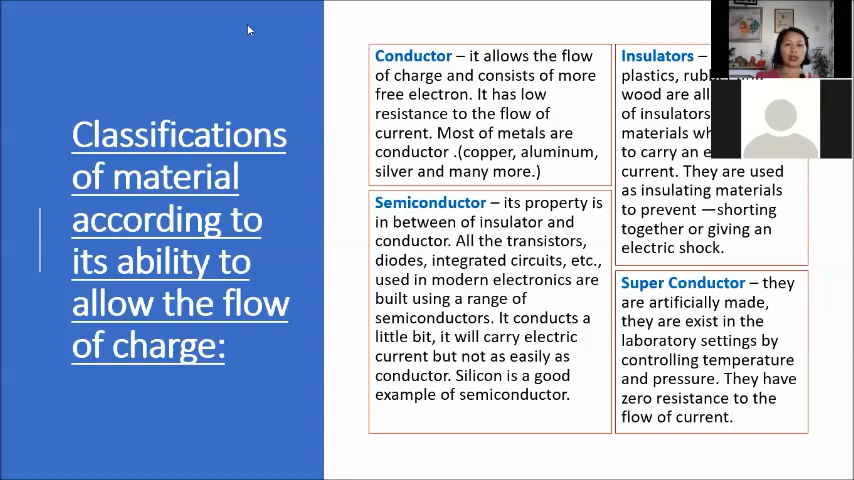 Classifications
of material
according to
its ability to
allow the flow
of charge:
Conductor – it allows the flow
of charge and consists of more
free electron. It has low
resistance to the flow of
current. Most of metals are
conductor .(copper, aluminum,
silver and many more.)
Semiconductor – its property is
in between of insulator and
conductor. All the transistors,
diodes, integrated circuits, etc.,
used in modern electronics are
built using a range of
semiconductors. It conducts a
little bit, it will carry electric
current but not as easily as
conductor. Silicon is a good
example of semiconductor.
Insulators –
plastics,
wood are all
of insulators
materials
to carry an
current. They are used
as insulating materials
to prevent —shorting
together or giving an
electric shock.
Super Conductor – they
are artificially made,
they are exist in the
laboratory settings by
controlling temperature
and pressure. They have
zero resistance to the
flow of current.